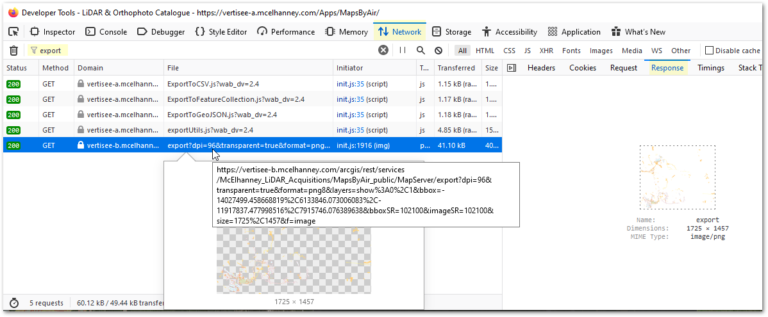 Developer Tools - LiDAR & Orthophoto Catalogue - https://vertisee-a.mcelhanney.com/Apps/MapsByAir/
Inspector Console Debugger Style Editor Performance Memory Network Storage Accessibility Application What's New
export All HTML CSS JS XHR Fonts Images Media WS Other Disable cache
Status Method Domain File Initiator T... Transferred Size Headers Cookies Request Response Timings Stack T
200 GET vertisee-a.mcelhann... ExportToCSV.js?wab_dv=2.4 init.js:35 (script) js 1.15 kB (ra... 1....
200 GET vertisee-a.mcelhann... ExportToFeatureCollection.js?wab_dv=2.4 init.js:35 (script) js 1.17 kB (ra... 1....
200 GET vertisee-a.mcelhann... ExportToGeoJSON.js?wab_dv=2.4 init.js:35 (script) js 1.18 kB (ra... 1....
200 GET vertisee-a.mcelhann... exportUtils.js?wab_dv=2.4 init.js:35 (script) js 4.85 kB (ra... 15...
200 GET vertisee-b.mcelhann... export?dpi=96&transparent=true&format=png... init.js:1916 (img) p... 41.10 kB 40...
https://vertisee-b.mcelhanney.com/arcgis/rest/services
/McElhanney_LiDAR_Acquisitions/MapsByAir_public/MapServer/export?dpi=96&
transparent=true&format=png8&layers=show%3A0%2C1&bbox=-
14027499.458668819%2C6133846.073006083%2C-
11917837.477998516%2C7915746.076389638&bboxSR=102100&imageSR=102100&
size=1725%2C1457&f=image
1725 × 1457
Name: export
Dimensions: 1725 × 1457
MIME Type: image/png
5 requests 60.12 kB / 49.44 kB transfer